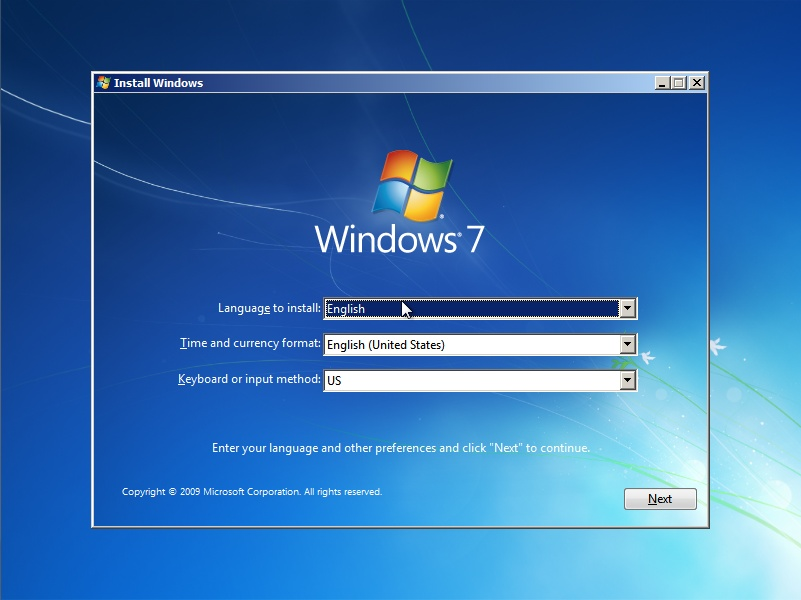 Install Windows
Windows® 7
Language to install: English
Time and currency format: English (United States)
Keyboard or input method: US
Enter your language and other preferences and click "Next" to continue.
Copyright © 2009 Microsoft Corporation. All rights reserved.
Next